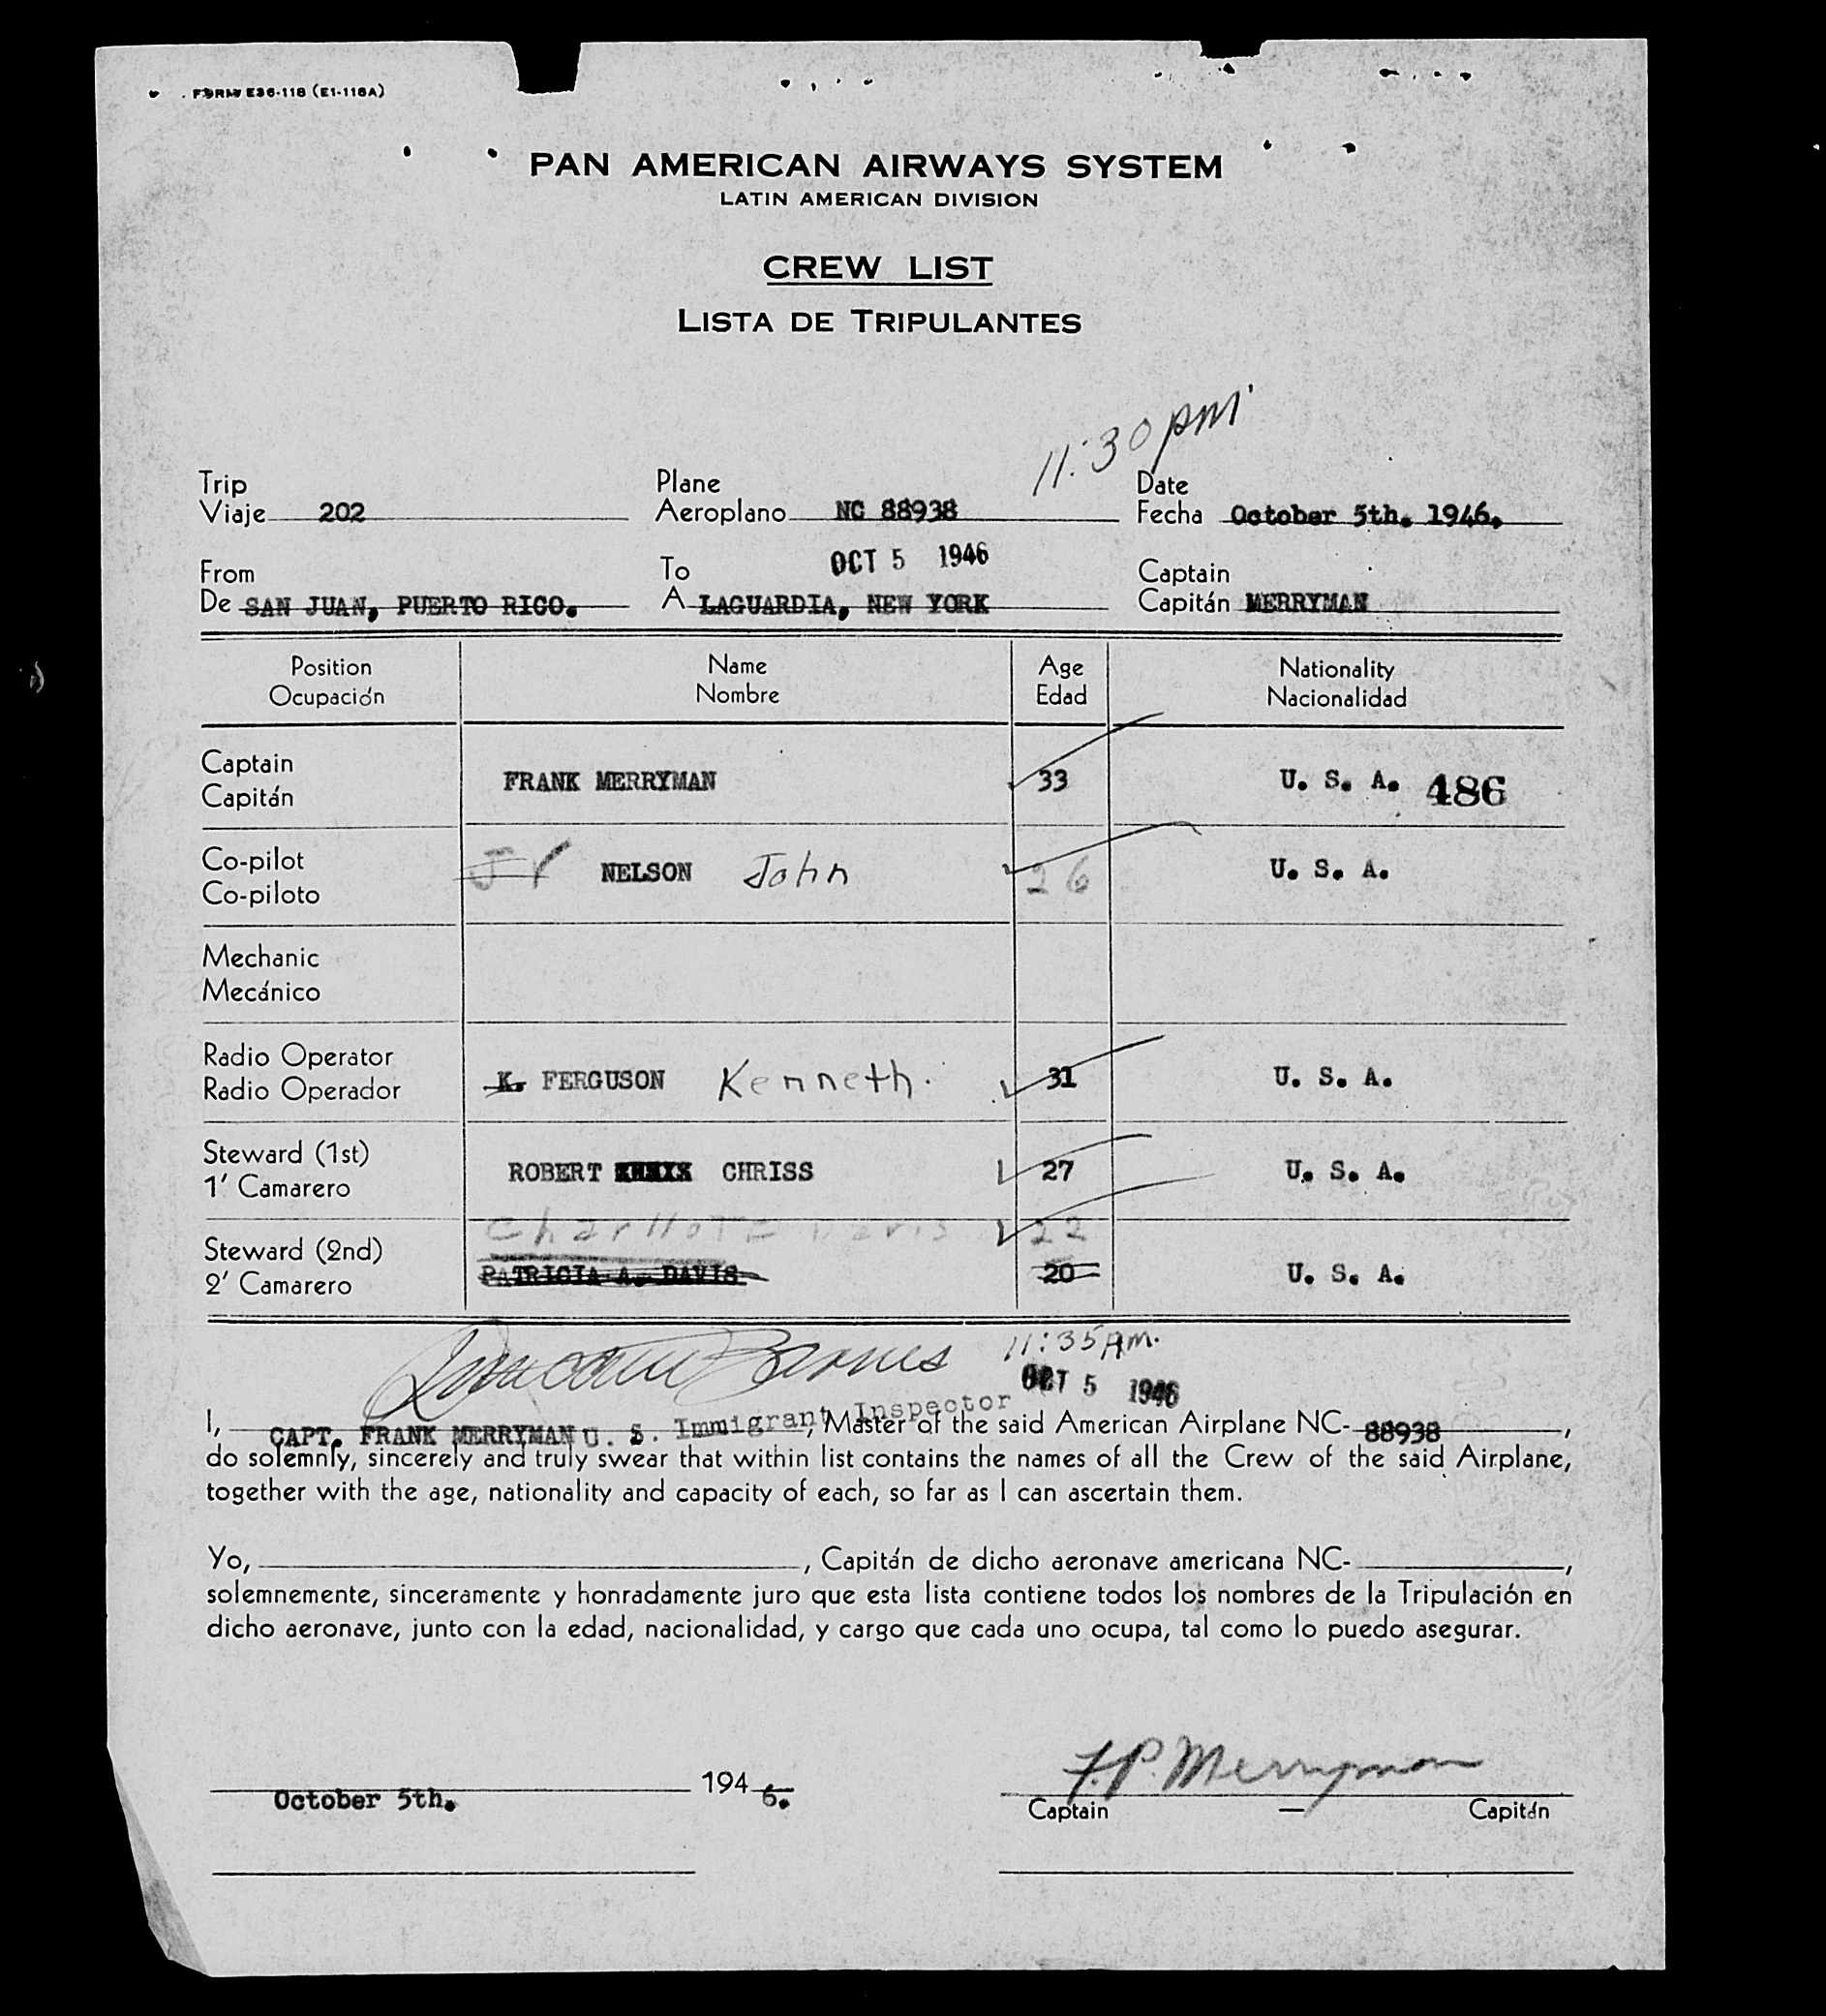 FORM E36-118 (E1-118A)
PAN AMERICAN AIRWAYS SYSTEM
LATIN AMERICAN DIVISION
CREW LIST
LISTA DE TRIPULANTES
11:30 pm
Trip Plane Date
Viaje 202 Aeroplano NC 88938 Fecha October 5th. 1946.
OCT 5 1946
From To Captain
De SAN JUAN, PUERTO RICO. A LAGUARDIA, NEW YORK Capitán MERRYMAN
Position Name Age Nationality
Ocupación Nombre Edad Nacionalidad
Captain
Capitán FRANK MERRYMAN 33 U. S. A. 486
Co-pilot
Co-piloto NELSON John 26 U. S. A.
Mechanic
Mecánico
Radio Operator
Radio Operador K. FERGUSON Kenneth. 31 U. S. A.
Steward (1st)
1' Camarero ROBERT CHRISS 27 U. S. A.
Charllote Davis 22
Steward (2nd)
2' Camarero PATRICIA A. DAVIS 20 U. S. A.
11:35 Am.
OCT 5 1946
U. S. Immigrant Inspector
I, CAPT. FRANK MERRYMAN, Master of the said American Airplane NC- 88938,
do solemnly, sincerely and truly swear that within list contains the names of all the Crew of the said Airplane,
together with the age, nationality and capacity of each, so far as I can ascertain them.
Yo, , Capitán de dicho aeronave americana NC- ,
solemnemente, sinceramente y honradamente juro que esta lista contiene todos los nombres de la Tripulación en
dicho aeronave, junto con la edad, nacionalidad, y cargo que cada uno ocupa, tal como lo puedo asegurar.
October 5th. 194 6. F.P. Merryman
Captain — Capitán